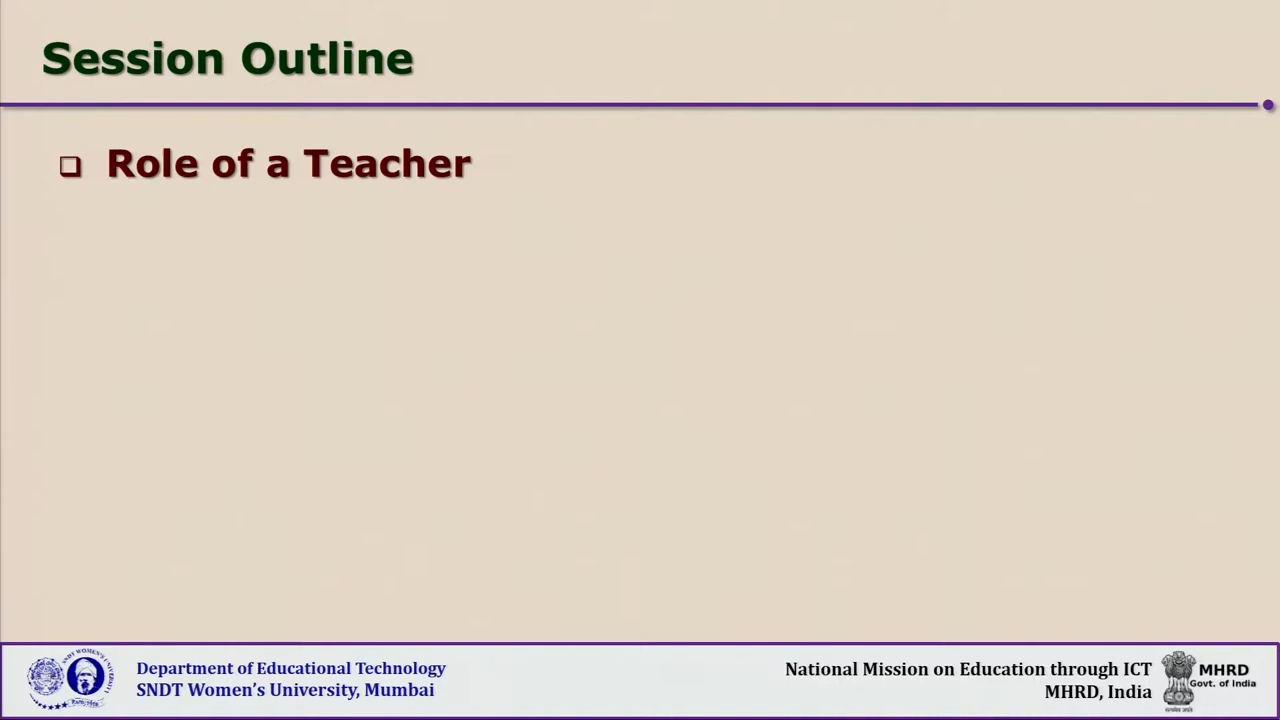 Session Outline
Role of a Teacher
Department of Educational Technology
SNDT Women's University, Mumbai
National Mission on Education through ICT
MHRD, India
MHRD
Govt. of India